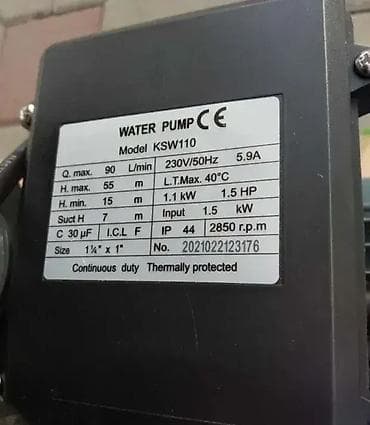 WATER PUMP CE
Model KSW110
Q. max. 90 L/min 230V/50Hz 5.9A
H. max. 55 m L.T.Max. 40°C
H. min. 15 m 1.1 kW 1.5 HP
Suct H 7 m Input 1.5 kW
C 30 µF I.C.L F IP 44 2850 r.p.m
Size 1¼" x 1" No. 2021022123176
Continuous duty Thermally protected